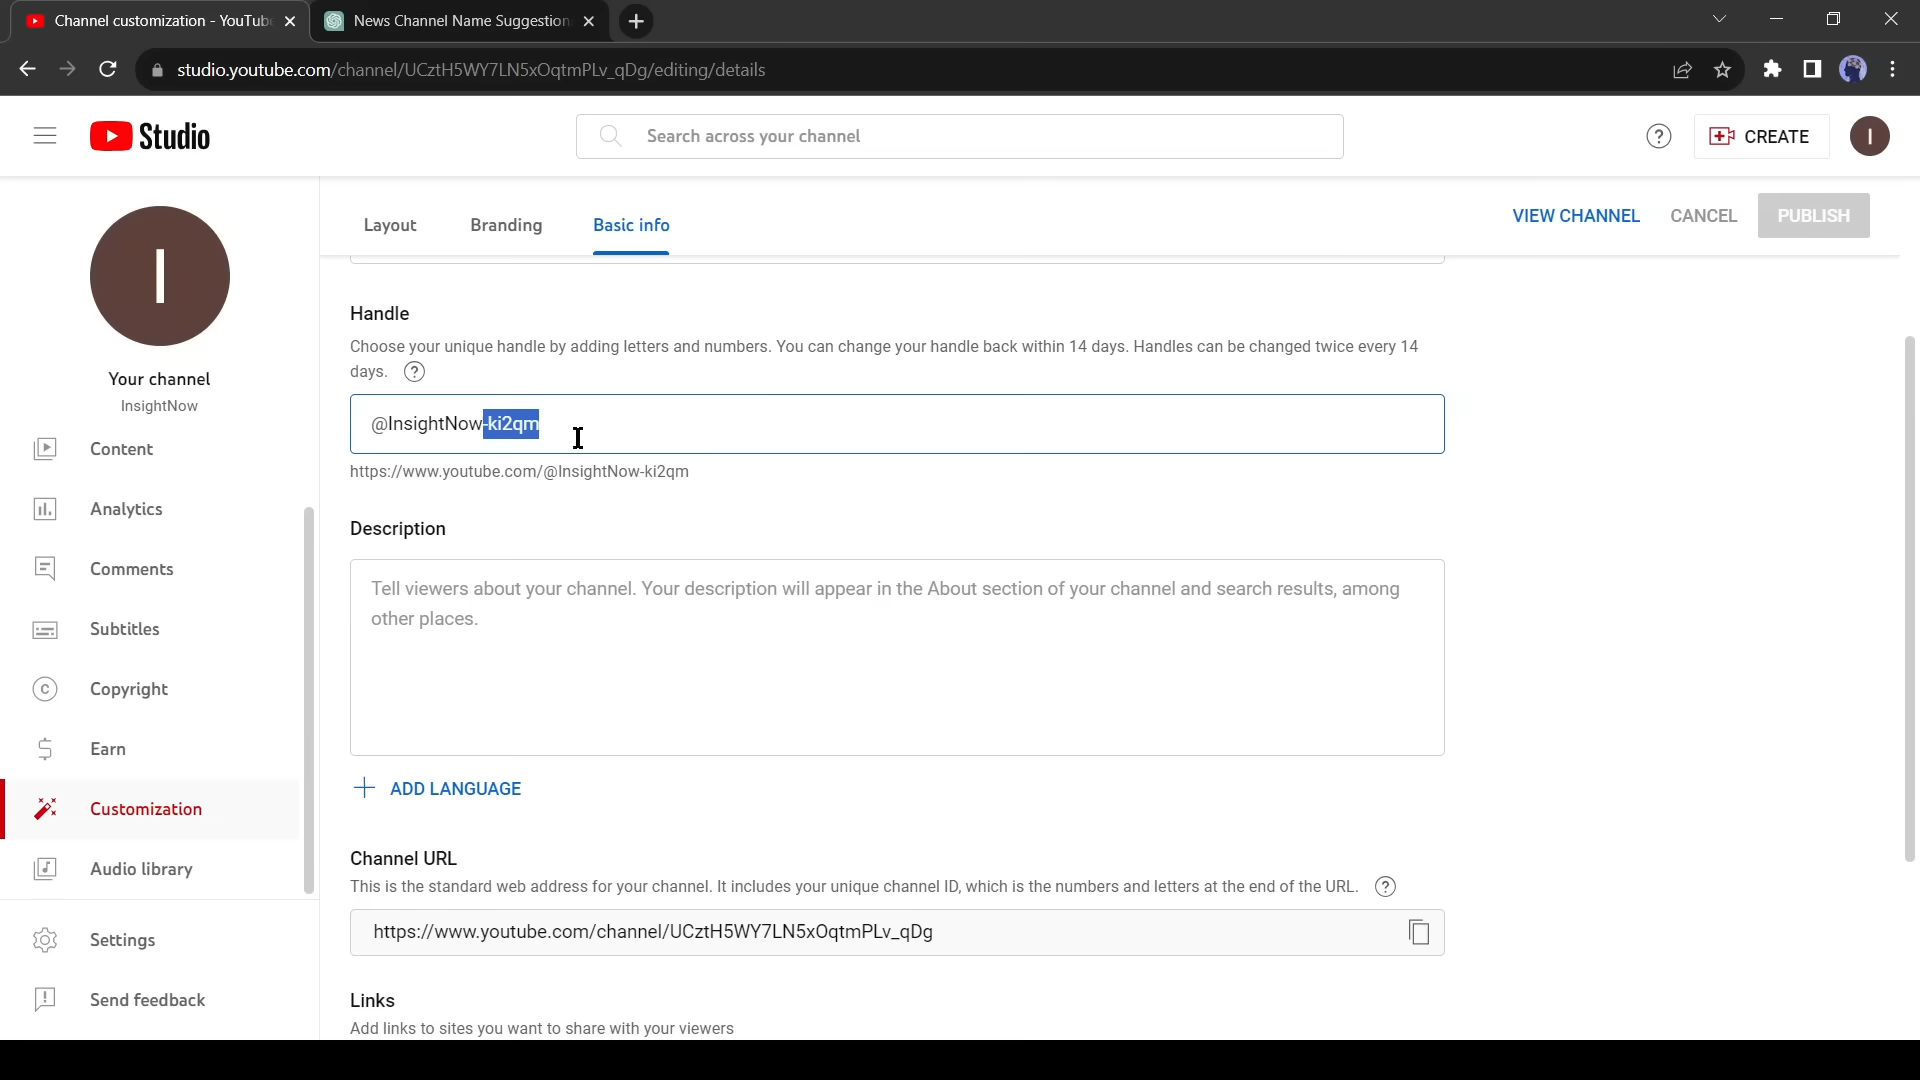 Channel customization - YouTub
News Channel Name Suggestion
studio.youtube.com/channel/UCztH5WY7LN5xOqtmPLv_qDg/editing/details
Studio
Search across your channel
CREATE
I
I
Your channel
InsightNow
Content
Analytics
Comments
Subtitles
Copyright
Earn
Customization
Audio library
Settings
Send feedback
Layout
Branding
Basic info
VIEW CHANNEL
CANCEL
PUBLISH
Handle
Choose your unique handle by adding letters and numbers. You can change your handle back within 14 days. Handles can be changed twice every 14
days.
@InsightNow-ki2qm
https://www.youtube.com/@InsightNow-ki2qm
Description
Tell viewers about your channel. Your description will appear in the About section of your channel and search results, among
other places.
ADD LANGUAGE
Channel URL
This is the standard web address for your channel. It includes your unique channel ID, which is the numbers and letters at the end of the URL.
https://www.youtube.com/channel/UCztH5WY7LN5xOqtmPLv_qDg
Links
Add links to sites you want to share with your viewers